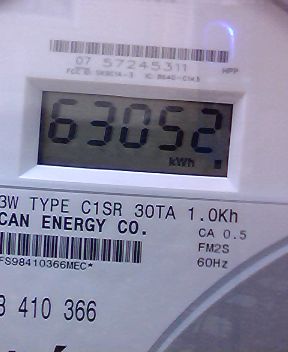 07 57245311
HPP
63052
kWh
3W TYPE C1SR 30TA 1.0Kh
CAN ENERGY CO.
CA 0.5
FM2S
FS98410366MEC*
60Hz
3 410 366